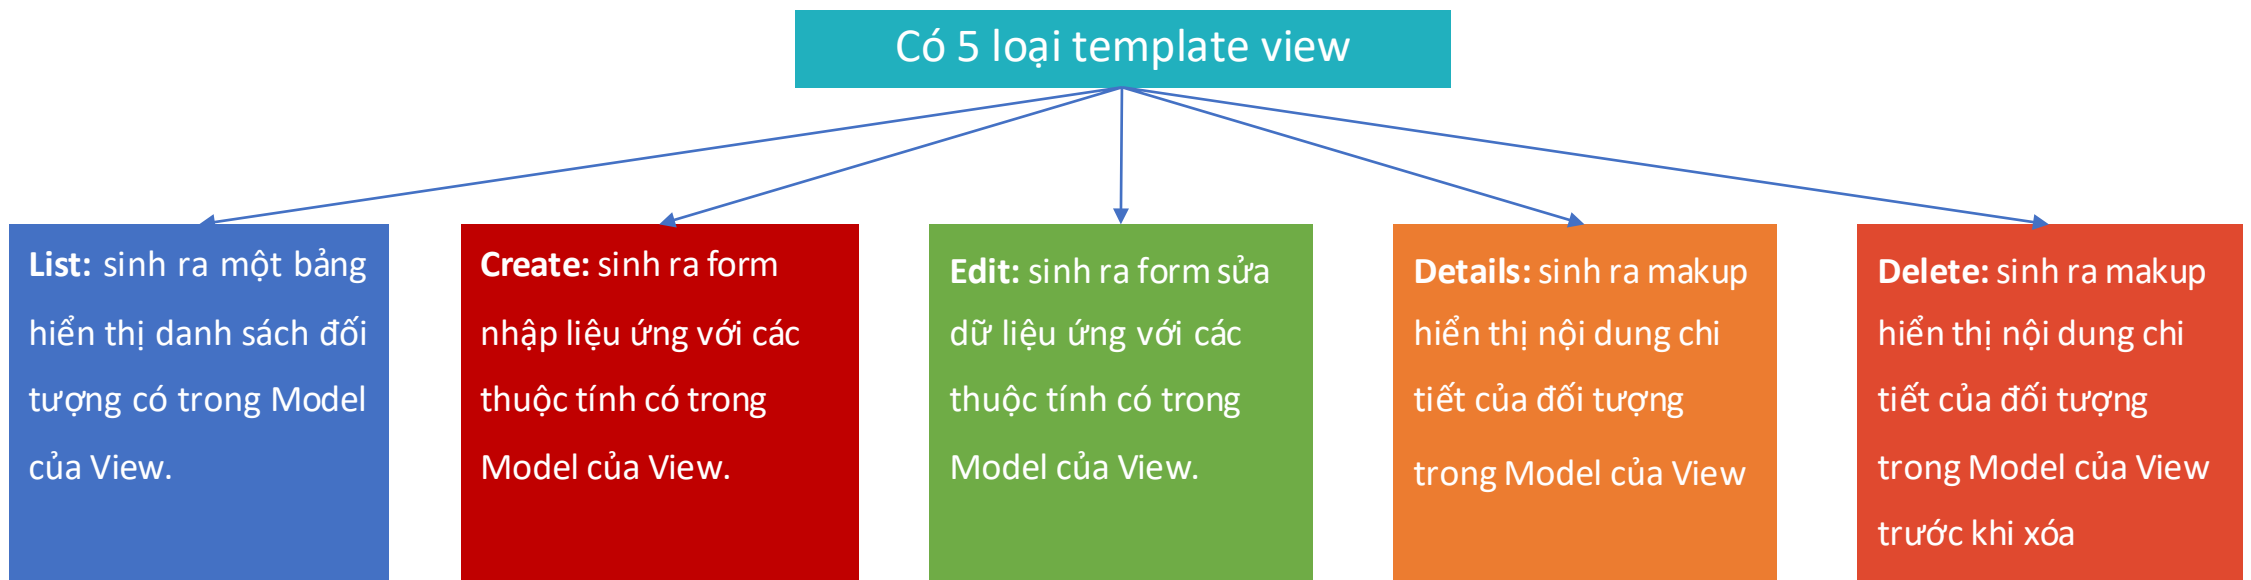 Có 5 loại template view
List: sinh ra một bảng
hiển thị danh sách đối
tượng có trong Model
của View.
Create: sinh ra form
nhập liệu ứng với các
thuộc tính có trong
Model của View.
Edit: sinh ra form sửa
dữ liệu ứng với các
thuộc tính có trong
Model của View.
Details: sinh ra makup
hiển thị nội dung chi
tiết của đối tượng
trong Model của View
Delete: sinh ra makup
hiển thị nội dung chi
tiết của đối tượng
trong Model của View
trước khi xóa